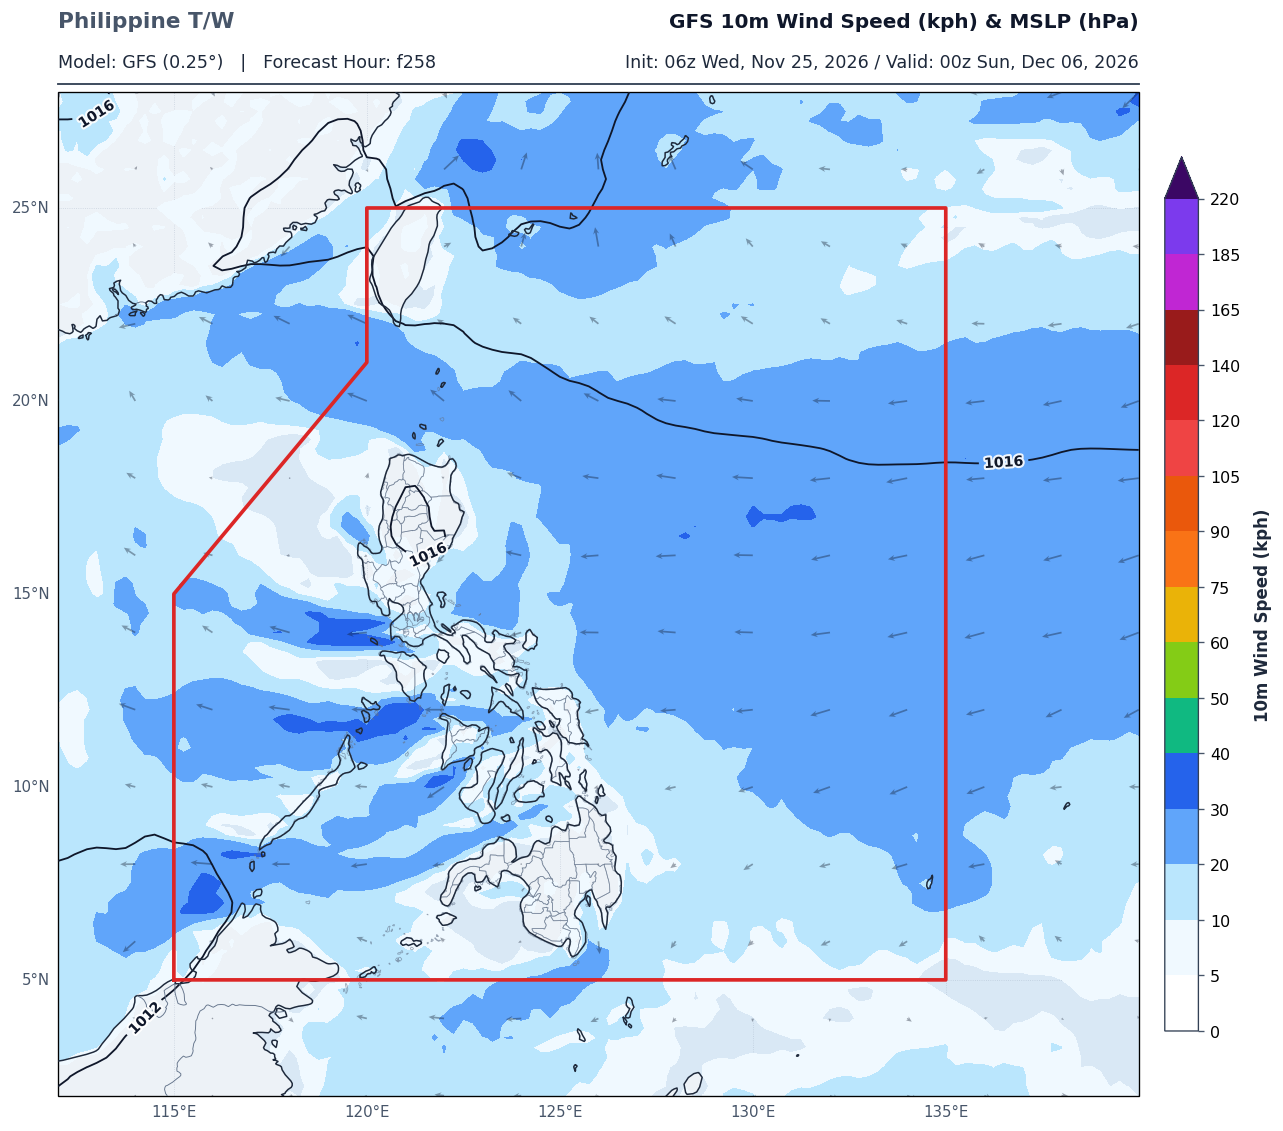 Philippine T/W
GFS 10m Wind Speed (kph) & MSLP (hPa)
Model: GFS (0.25°)   |   Forecast Hour: f258
Init: 06z Wed, Nov 25, 2026 / Valid: 00z Sun, Dec 06, 2026
1016
1016
1016
1012
25°N
20°N
15°N
10°N
5°N
115°E
120°E
125°E
130°E
135°E
220
185
165
140
120
105
90
75
60
50
40
30
20
10
5
0
10m Wind Speed (kph)